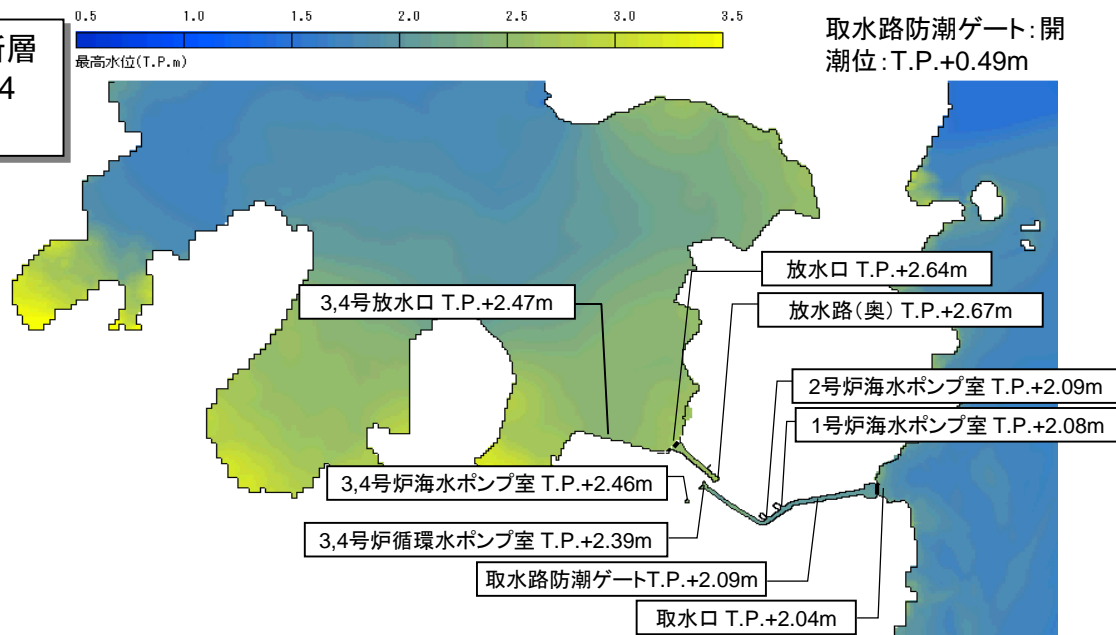 層
4
0.5 1.0 1.5 2.0 2.5 3.0 3.5
最高水位(T.P.m)
取水路防潮ゲート:開
潮位:T.P.+0.49m
放水口 T.P.+2.64m
3,4号放水口 T.P.+2.47m
放水路(奥) T.P.+2.67m
2号炉海水ポンプ室 T.P.+2.09m
1号炉海水ポンプ室 T.P.+2.08m
3,4号炉海水ポンプ室 T.P.+2.46m
3,4号炉循環水ポンプ室 T.P.+2.39m
取水路防潮ゲートT.P.+2.09m
取水口 T.P.+2.04m